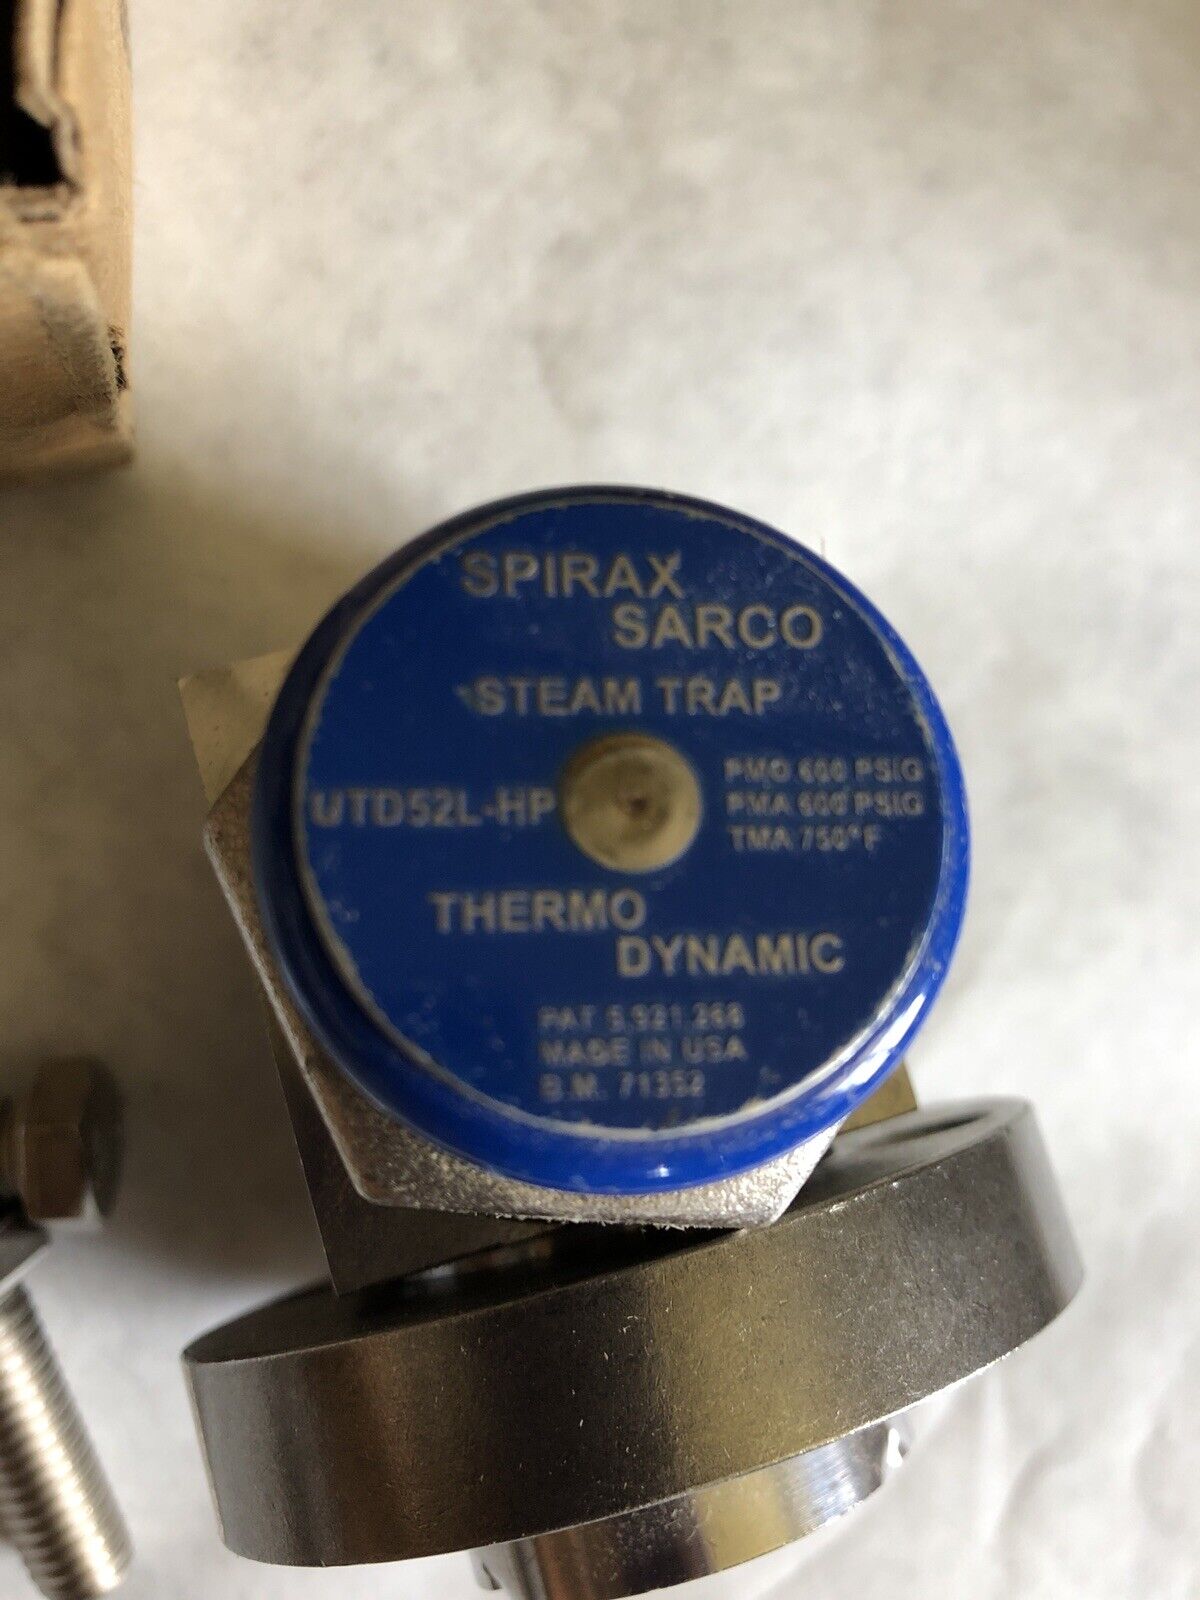 SPIRAX
SARCO
STEAM TRAP
UTD52L-HP
PMO 600 PSIG
PMA 600 PSIG
TMA 750°F
THERMO
DYNAMIC
PAT 5,921,266
MADE IN USA
B.M. 71352